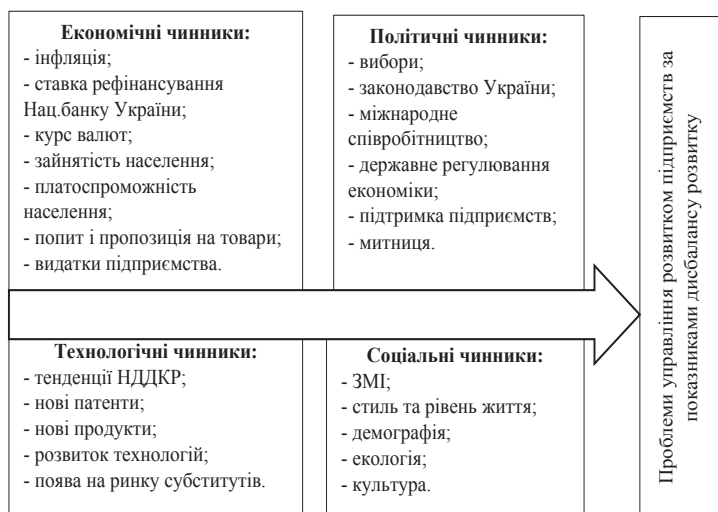 Економічні чинники:
- інфляція;
- ставка рефінансування
Нац.банку України;
- курс валют;
- зайнятість населення;
- платоспроможність
населення;
- попит і пропозиція на товари;
- видатки підприємства.
Політичні чинники:
- вибори;
- законодавство України;
- міжнародне
співробітництво;
- державне регулювання
економіки;
- підтримка підприємств;
- митниця.
Технологічні чинники:
- тенденції НДДКР;
- нові патенти;
- нові продукти;
- розвиток технологій;
- поява на ринку субститутів.
Соціальні чинники:
- ЗМІ;
- стиль та рівень життя;
- демографія;
- екологія;
- культура.
Проблеми управління розвитком підприємств за
показниками дисбалансу розвитку